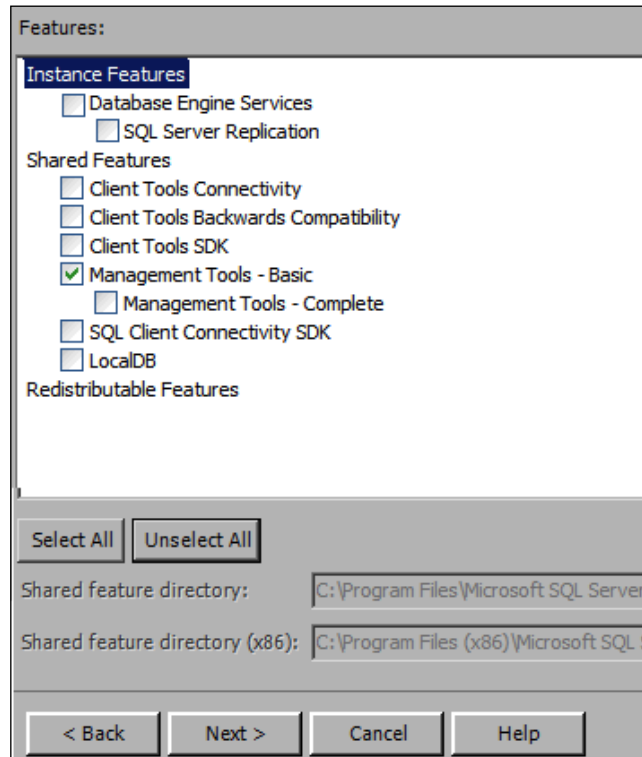 Features:
Instance Features
Database Engine Services
SQL Server Replication
Shared Features
Client Tools Connectivity
Client Tools Backwards Compatibility
Client Tools SDK
Management Tools - Basic
Management Tools - Complete
SQL Client Connectivity SDK
LocalDB
Redistributable Features
Select All Unselect All
Shared feature directory: C:\Program Files\Microsoft SQL Server
Shared feature directory (x86): C:\Program Files (x86)\Microsoft SQL
< Back Next > Cancel Help